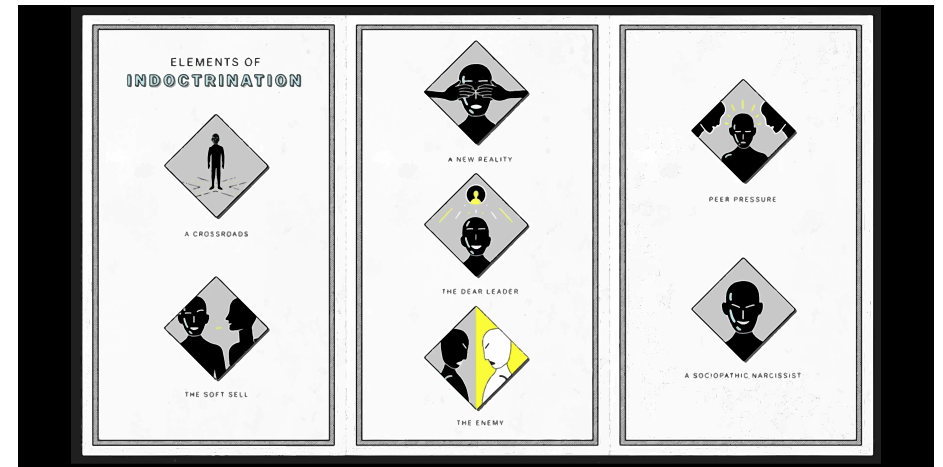 ELEMENTS OF
INDOCTRINATION
A CROSSROADS
THE SOFT SELL
A NEW REALITY
THE DEAR LEADER
THE ENEMY
PEER PRESSURE
A SOCIOPATHIC NARCISSIST